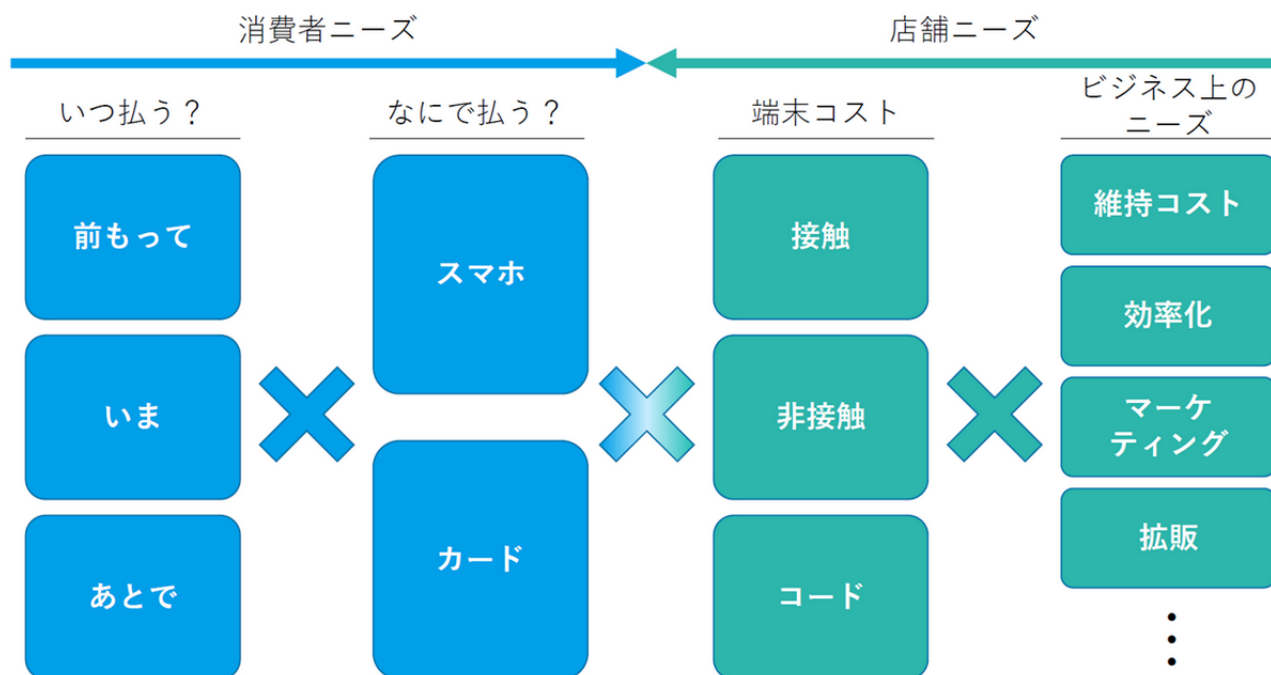 消費者ニーズ
店舗ニーズ
いつ払う？
なにで払う？
端末コスト
ビジネス上の
ニーズ
前もって
いま
あとで
スマホ
カード
接触
非接触
コード
維持コスト
効率化
マーケ
ティング
拡販